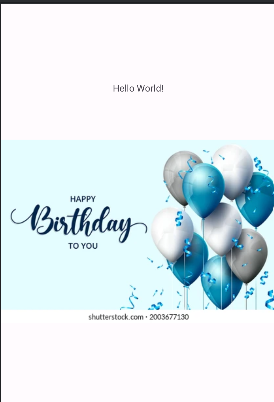 Hello World!
HAPPY
Birthday
TO YOU
shutterstock.com · 2003677130